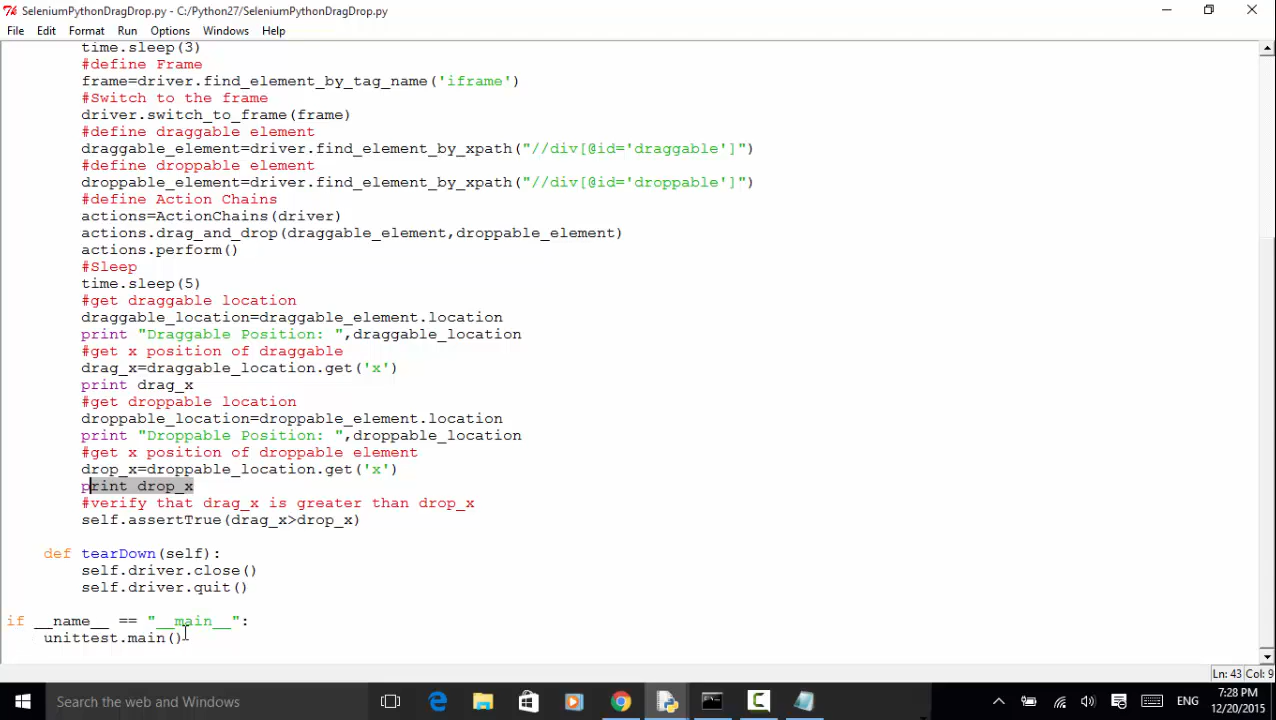 SeleniumPythonDragDrop.py - C:/Python27/SeleniumPythonDragDrop.py
File Edit Format Run Options Windows Help
time.sleep(3)
#define Frame
frame=driver.find_element_by_tag_name('iframe')
#Switch to the frame
driver.switch_to_frame(frame)
#define draggable element
draggable_element=driver.find_element_by_xpath("//div[@id='draggable']")
#define droppable element
droppable_element=driver.find_element_by_xpath("//div[@id='droppable']")
#define Action Chains
actions=ActionChains(driver)
actions.drag_and_drop(draggable_element,droppable_element)
actions.perform()
#Sleep
time.sleep(5)
#get draggable location
draggable_location=draggable_element.location
print "Draggable Position: ",draggable_location
#get x position of draggable
drag_x=draggable_location.get('x')
print drag_x
#get droppable location
droppable_location=droppable_element.location
print "Droppable Position: ",droppable_location
#get x position of droppable element
drop_x=droppable_location.get('x')
print drop_x
#verify that drag_x is greater than drop_x
self.assertTrue(drag_x>drop_x)
def tearDown(self):
self.driver.close()
self.driver.quit()
if __name__ == "__main__":
unittest.main()
Ln: 43 Col: 9
Search the web and Windows
ENG
7:28 PM
12/20/2015